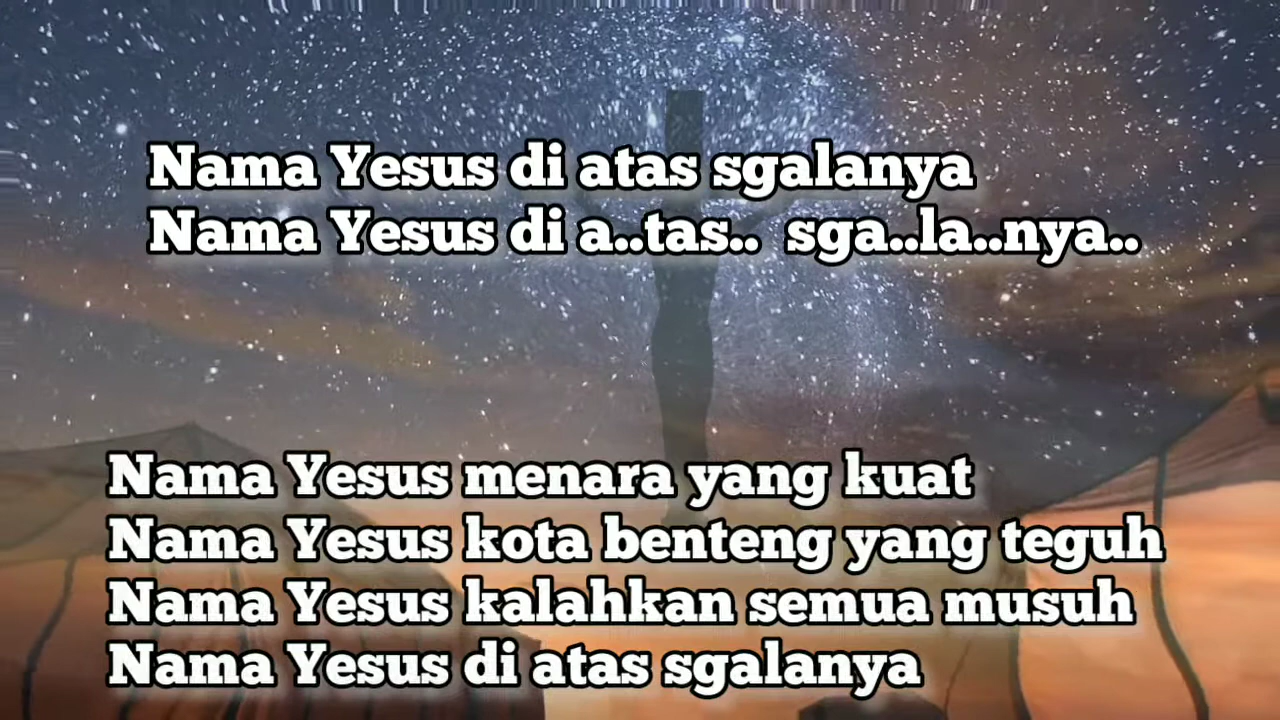 Nama Yesus di atas sgalanya
Nama Yesus di a..tas.. sga..la..nya..
Nama Yesus menara yang kuat
Nama Yesus kota benteng yang teguh
Nama Yesus kalahkan semua musuh
Nama Yesus di atas sgalanya